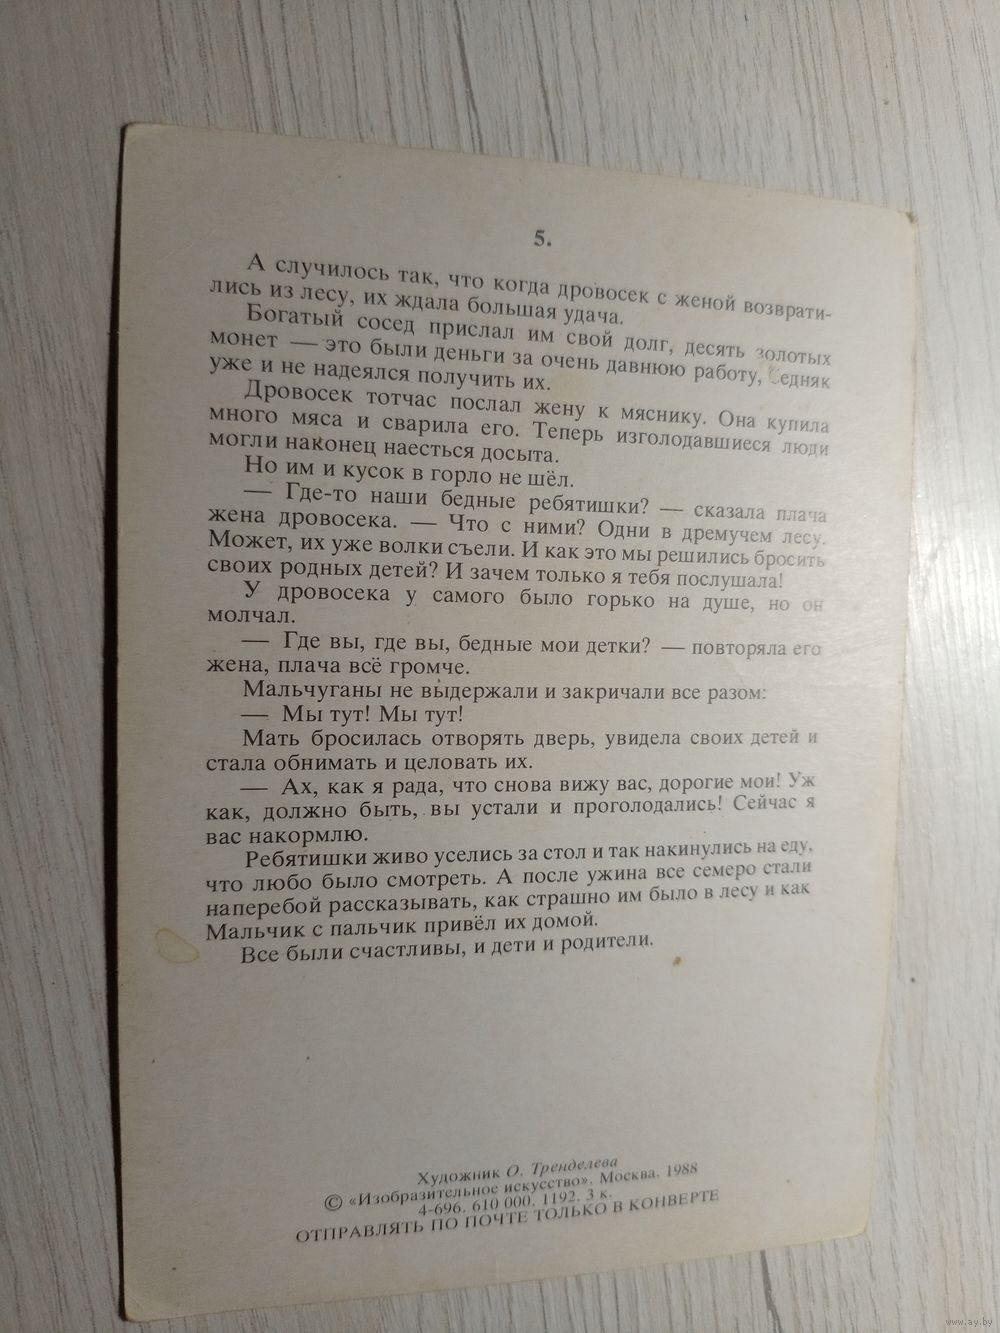 5.
А случилось так, что когда дровосек с женой возврати-
лись из лесу, их ждала большая удача.
Богатый сосед прислал им свой долг, десять золотых
монет — это были деньги за очень давнюю работу, бедняк
уже и не надеялся получить их.
Дровосек тотчас послал жену к мяснику. Она купила
много мяса и сварила его. Теперь изголодавшиеся люди
могли наконец наесться досыта.
Но им и кусок в горло не шёл.
— Где-то наши бедные ребятишки? — сказала плача
жена дровосека. — Что с ними? Одни в дремучем лесу.
Может, их уже волки съели. И как это мы решились бросить
своих родных детей? И зачем только я тебя послушала!
У дровосека у самого было горько на душе, но он
молчал.
— Где вы, где вы, бедные мои детки? — повторяла его
жена, плача всё громче.
Мальчуганы не выдержали и закричали все разом:
— Мы тут! Мы тут!
Мать бросилась отворять дверь, увидела своих детей и
стала обнимать и целовать их.
— Ах, как я рада, что снова вижу вас, дорогие мои! Уж
как, должно быть, вы устали и проголодались! Сейчас я
вас накормлю.
Ребятишки живо уселись за стол и так накинулись на еду,
что любо было смотреть. А после ужина все семеро стали
наперебой рассказывать, как страшно им было в лесу и как
Мальчик с пальчик привёл их домой.
Все были счастливы, и дети и родители.
Художник О. Тренделева
© «Изобразительное искусство». Москва. 1988
4-696. 610 000. 1192. 3 к.
ОТПРАВЛЯТЬ ПО ПОЧТЕ ТОЛЬКО В КОНВЕРТЕ
www.ay.by